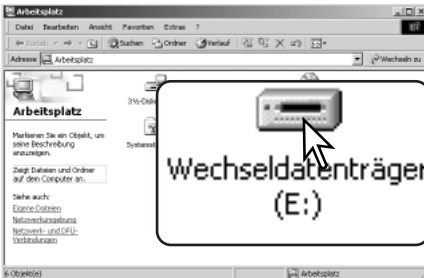 Arbeitsplatz
Datei Bearbeiten Ansicht Favoriten Extras ?
Zurück Suchen Ordner Verlauf
Adresse Arbeitsplatz Wechseln zu
Arbeitsplatz
Markieren Sie ein Objekt, um
seine Beschreibung
anzuzeigen.
Zeigt Dateien und Ordner
auf dem Computer an.
Siehe auch:
Eigene Dateien
Netzwerkumgebung
Netzwerk- und DFÜ-
Verbindungen
3½-Disk
Systemst
Wechseldatenträger
(E:)
6 Objekt(e)
Arbeitsplatz